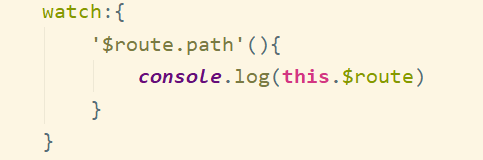 watch:{
'$route.path'(){
console.log(this.$route)
}
}